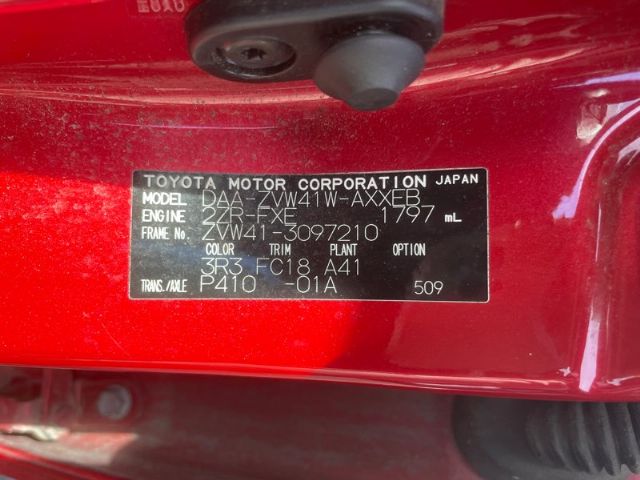 TOYOTA MOTOR CORPORATION JAPAN
MODEL DAA-ZVW41W-AXXEB
ENGINE 2ZR-FXE 1797 mL
FRAME No. ZVW41-3097210
COLOR TRIM PLANT OPTION
3R3 FC18 A41
TRANS./AXLE P410 -01A 509